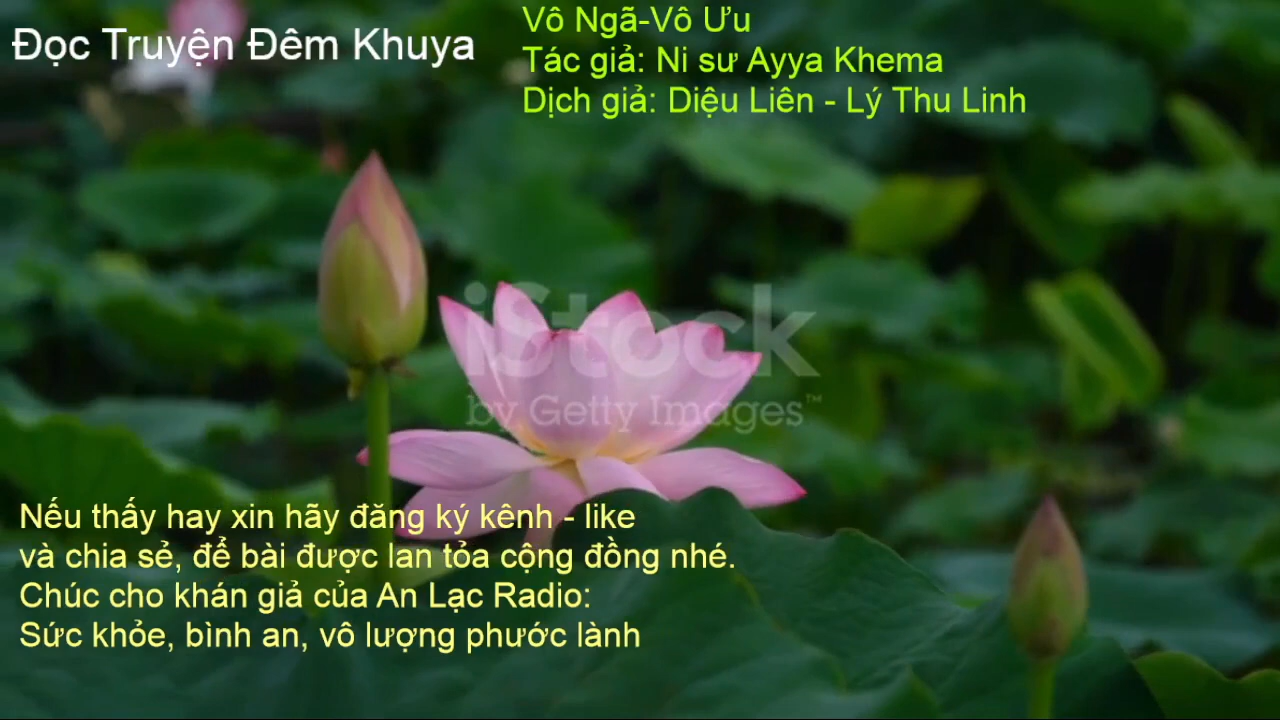 Đọc Truyện Đêm Khuya
Vô Ngã-Vô Ưu
Tác giả: Ni sư Ayya Khema
Dịch giả: Diệu Liên - Lý Thu Linh
iStock
by Getty Images™
Nếu thấy hay xin hãy đăng ký kênh - like
và chia sẻ, để bài được lan tỏa cộng đồng nhé.
Chúc cho khán giả của An Lạc Radio:
Sức khỏe, bình an, vô lượng phước lành